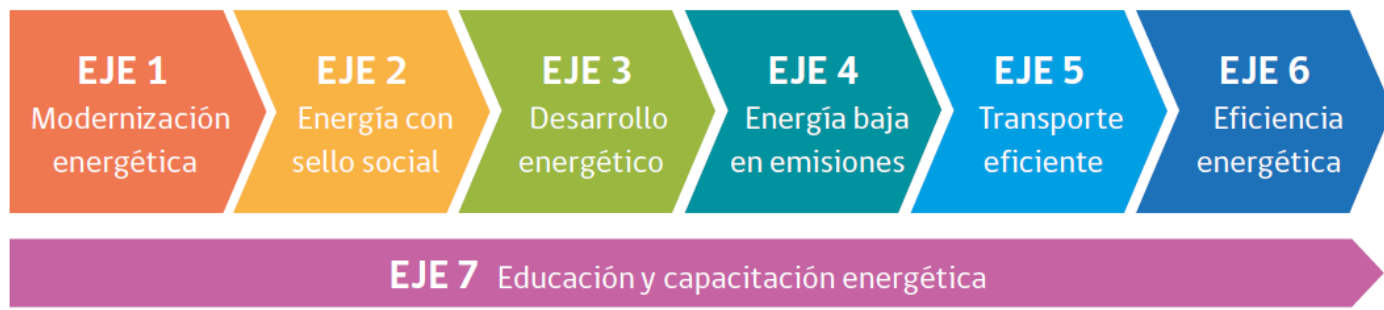 EJE 1
Modernización
energética
EJE 2
Energía con
sello social
EJE 3
Desarrollo
energético
EJE 4
Energía baja
en emisiones
EJE 5
Transporte
eficiente
EJE 6
Eficiencia
energética
EJE 7 Educación y capacitación energética